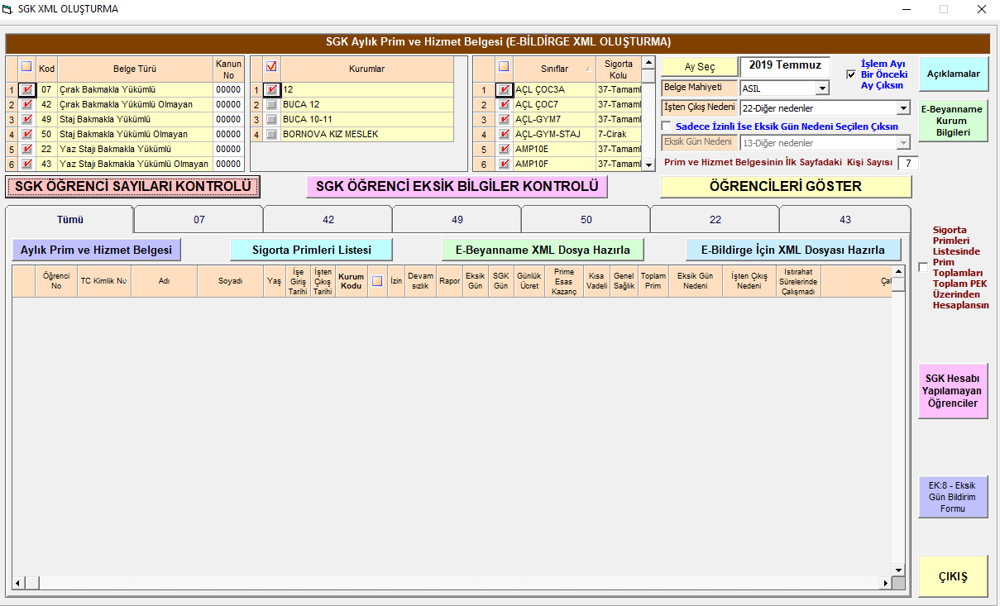 SGK XML OLUŞTURMA
SGK Aylık Prim ve Hizmet Belgesi (E-BİLDİRGE XML OLUŞTURMA)
Kod Belge Türü Kanun No
1 07 Çırak Bakmakla Yükümlü 00000
2 42 Çırak Bakmakla Yükümlü Olmayan 00000
3 49 Staj Bakmakla Yükümlü 00000
4 50 Staj Bakmakla Yükümlü Olmayan 00000
5 22 Yaz Stajı Bakmakla Yükümlü 00000
6 43 Yaz Stajı Bakmakla Yükümlü Olmayan 00000
Kurumlar
1 12
2 BUCA 12
3 BUCA 10-11
4 BORNOVA KIZ MESLEK
Sınıflar Sigorta Kolu
1 AÇL ÇOC3A 37-Tamaml
2 AÇL ÇOC7 37-Tamaml
3 AÇL-GYM7 37-Tamaml
4 AÇL-GYM-STAJ 7-Cirak
5 AMP10E 37-Tamaml
6 AMP10F 37-Tamaml
Ay Seç 2019 Temmuz
İşlem Ayı
Bir Önceki
Ay Çıksın
Belge Mahiyeti ASIL
İşten Çıkış Nedeni 22-Diğer nedenler
Sadece İzinli İse Eksik Gün Nedeni Seçilen Çıksın
Eksik Gün Nedeni 13-Diğer nedenler
Prim ve Hizmet Belgesinin İlk Sayfadaki Kişi Sayısı 7
Açıklamalar
E-Beyanname
Kurum
Bilgileri
SGK ÖĞRENCİ SAYILARI KONTROLÜ
SGK ÖĞRENCİ EKSİK BİLGİLER KONTROLÜ
ÖĞRENCİLERİ GÖSTER
Tümü 07 42 49 50 22 43
Aylık Prim ve Hizmet Belgesi
Sigorta Primleri Listesi
E-Beyanname XML Dosya Hazırla
E-Bildirge İçin XML Dosyası Hazırla
Öğrenci No
TC Kimlik No
Adı
Soyadı
Yaş
İşe Giriş Tarihi
İşten Çıkış Tarihi
Kurum Kodu
İzin
Devam sızlık
Rapor
Eksik Gün
SGK Gün
Günlük Ücret
Prime Esas Kazanç
Kısa Vadeli
Genel Sağlık
Toplam Prim
Eksik Gün Nedeni
İşten Çıkış Nedeni
Istirahat Sürelerinde Çalışmadı
Çal
Sigorta
Primleri
Listesinde
Prim
Toplamları
Toplam PEK
Üzerinden
Hesaplansın
SGK Hesabı
Yapılamayan
Öğrenciler
EK:8 - Eksik
Gün Bildirim
Formu
ÇIKIŞ